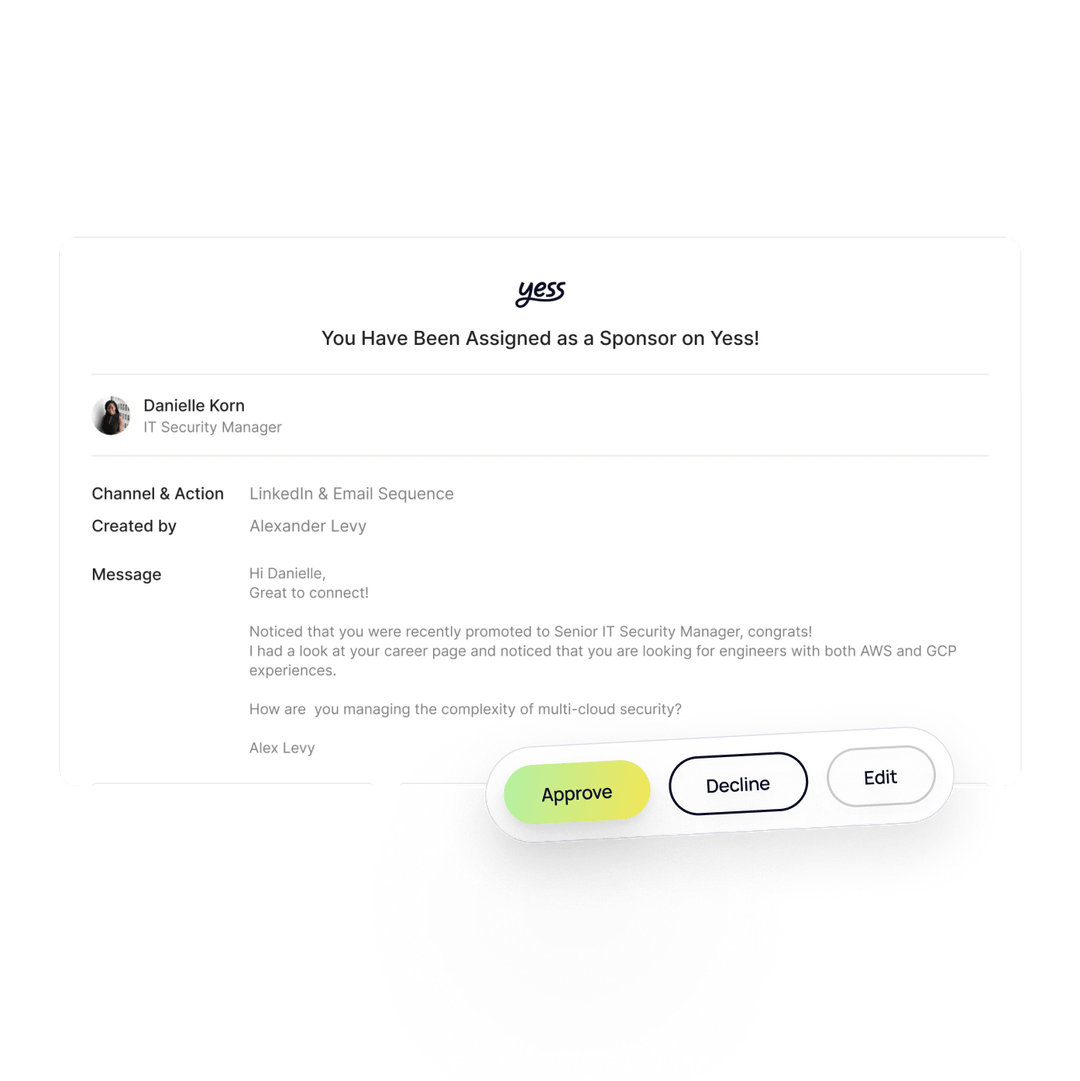 yess
You Have Been Assigned as a Sponsor on Yess!
Danielle Korn
IT Security Manager
Channel & Action LinkedIn & Email Sequence
Created by Alexander Levy
Message Hi Danielle,
Great to connect!
Noticed that you were recently promoted to Senior IT Security Manager, congrats!
I had a look at your career page and noticed that you are looking for engineers with both AWS and GCP
experiences.
How are  you managing the complexity of multi-cloud security?
Alex Levy
Approve Decline Edit